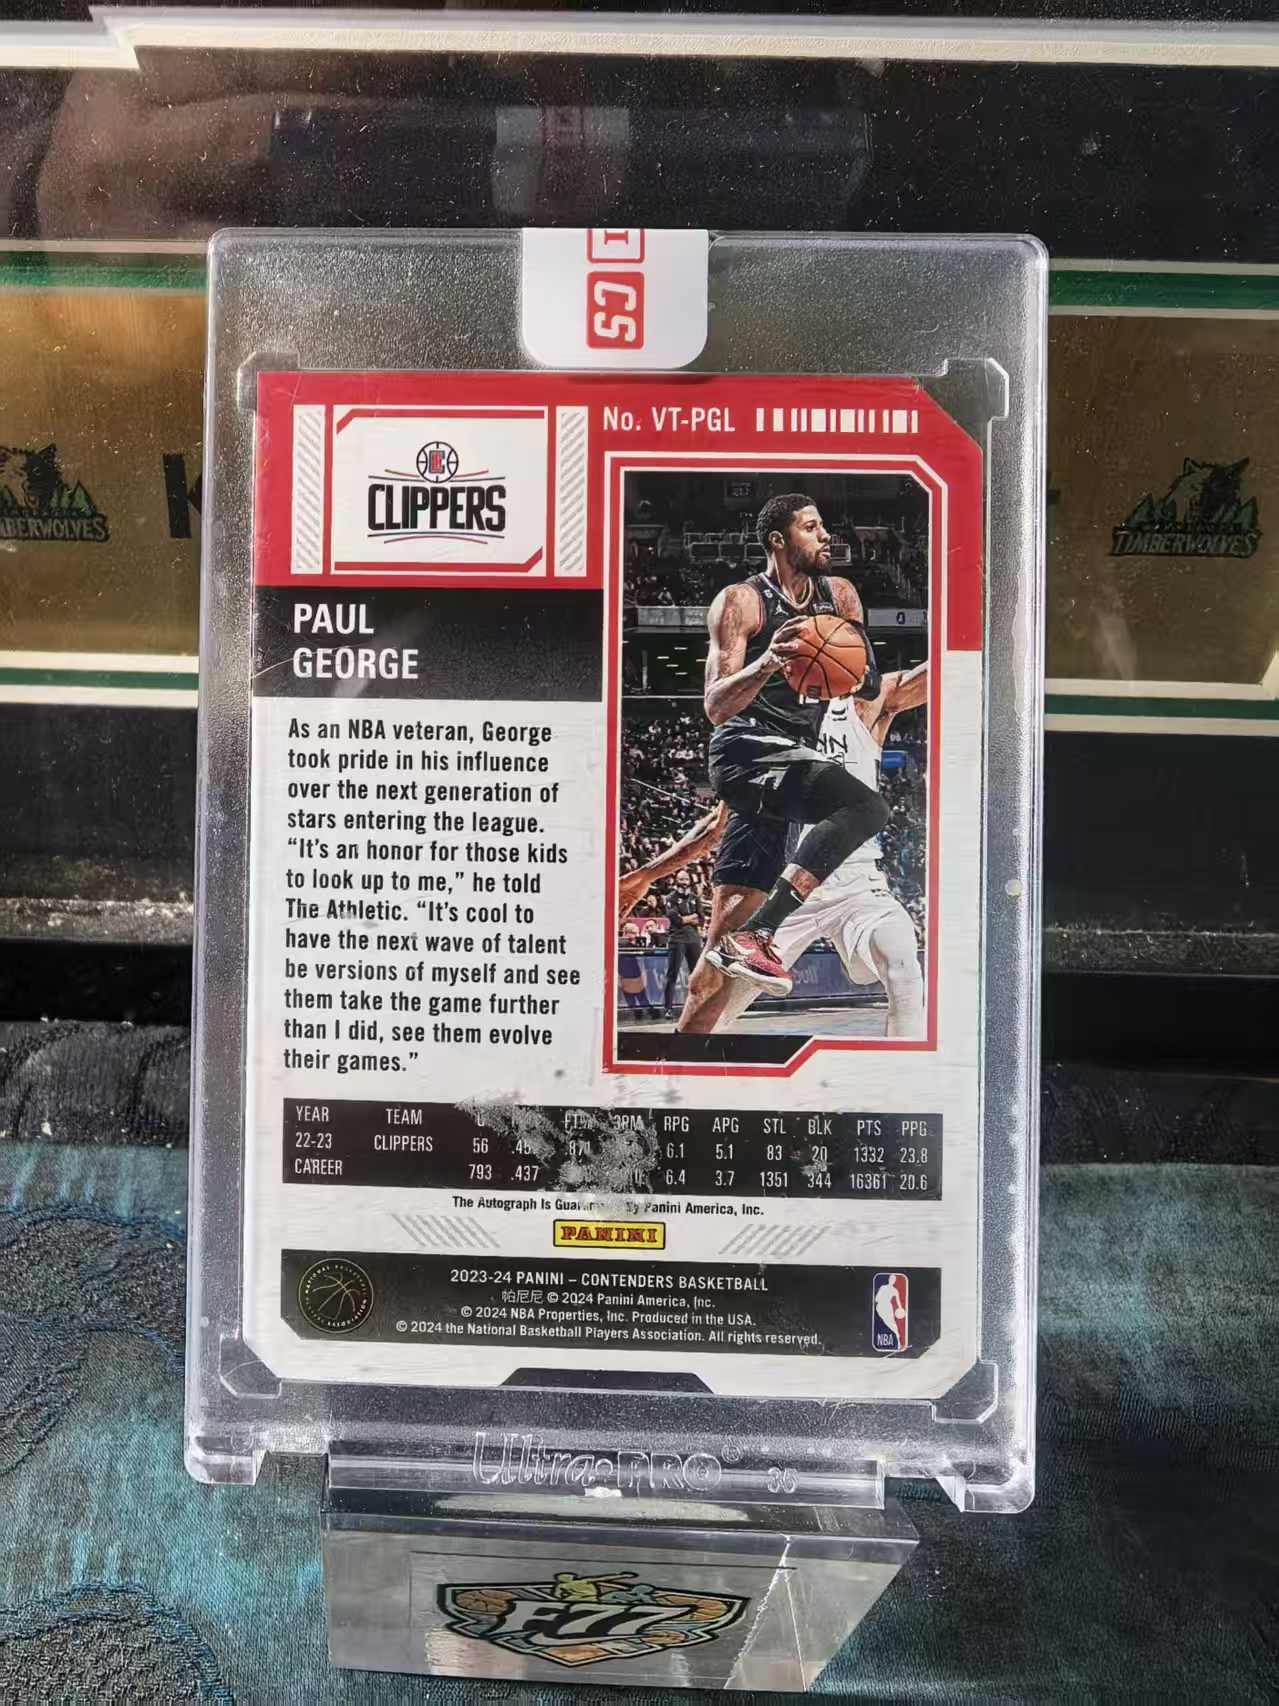 SCI
No. VT-PGL
CLIPPERS
PAUL
GEORGE
As an NBA veteran, George
took pride in his influence
over the next generation of
stars entering the league.
“It’s an honor for those kids
to look up to me,” he told
The Athletic. “It’s cool to
have the next wave of talent
be versions of myself and see
them take the game further
than I did, see them evolve
their games.”
YEAR TEAM 3PM RPG APG STL BLK PTS PPG
22-23 CLIPPERS 56 6.1 5.1 83 20 1332 23.8
CAREER 793 .437 6.4 3.7 1351 344 16361 20.6
The Autograph Is by Panini America, Inc.
PANINI
2023-24 PANINI – CONTENDERS BASKETBALL
帕尼尼 © 2024 Panini America, Inc.
© 2024 NBA Properties, Inc. Produced in the USA.
© 2024 the National Basketball Players Association. All rights reserved.
NBA
TIMBERWOLVES
Ultra·PRO®